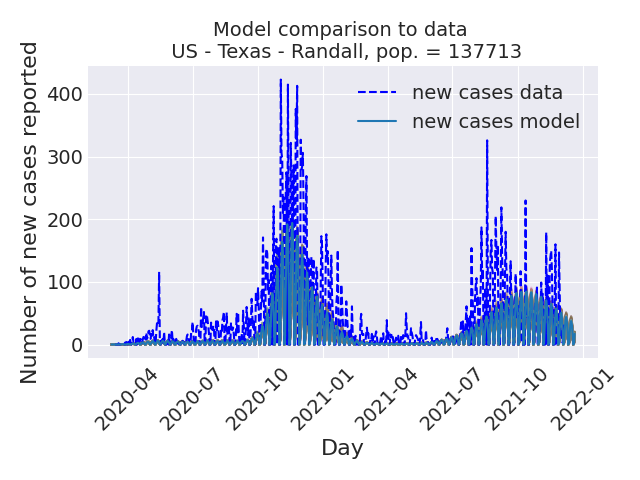 Model comparison to data
US - Texas - Randall, pop. = 137713
Number of new cases reported
400
300
200
100
0
new cases data
new cases model
2020-04
2020-07
2020-10
2021-01
2021-04
2021-07
2021-10
2022-01
Day